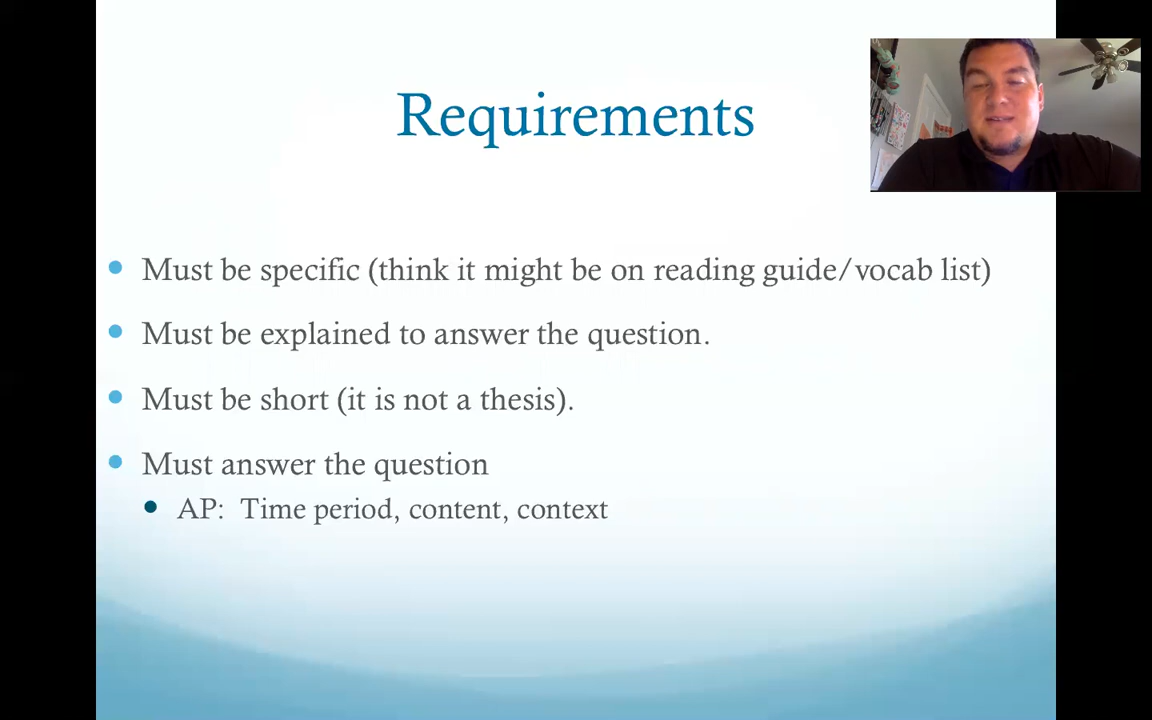 Requirements
Must be specific (think it might be on reading guide/vocab list)
Must be explained to answer the question.
Must be short (it is not a thesis).
Must answer the question
AP: Time period, content, context